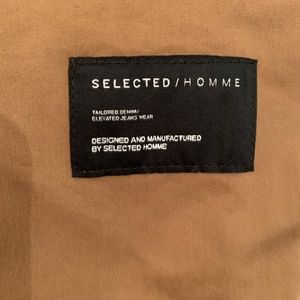 SELECTED/HOMME
TAILORED DENIM/
ELEVATED JEANS WEAR
DESIGNED AND MANUFACTURED
BY SELECTED HOMME